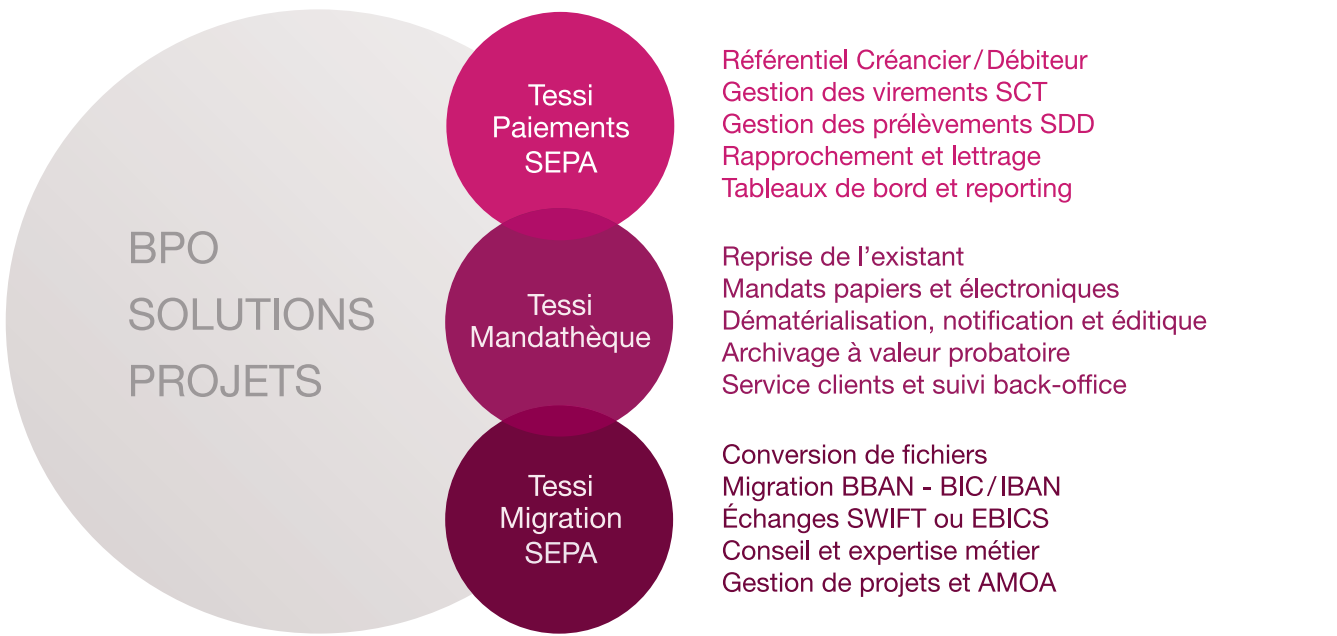 BPO
SOLUTIONS
PROJETS
Tessi
Paiements
SEPA
Référentiel Créancier/Débiteur
Gestion des virements SCT
Gestion des prélèvements SDD
Rapprochement et lettrage
Tableaux de bord et reporting
Tessi
Mandathèque
Reprise de l’existant
Mandats papiers et électroniques
Dématérialisation, notification et éditique
Archivage à valeur probatoire
Service clients et suivi back-office
Tessi
Migration
SEPA
Conversion de fichiers
Migration BBAN - BIC/IBAN
Échanges SWIFT ou EBICS
Conseil et expertise métier
Gestion de projets et AMOA